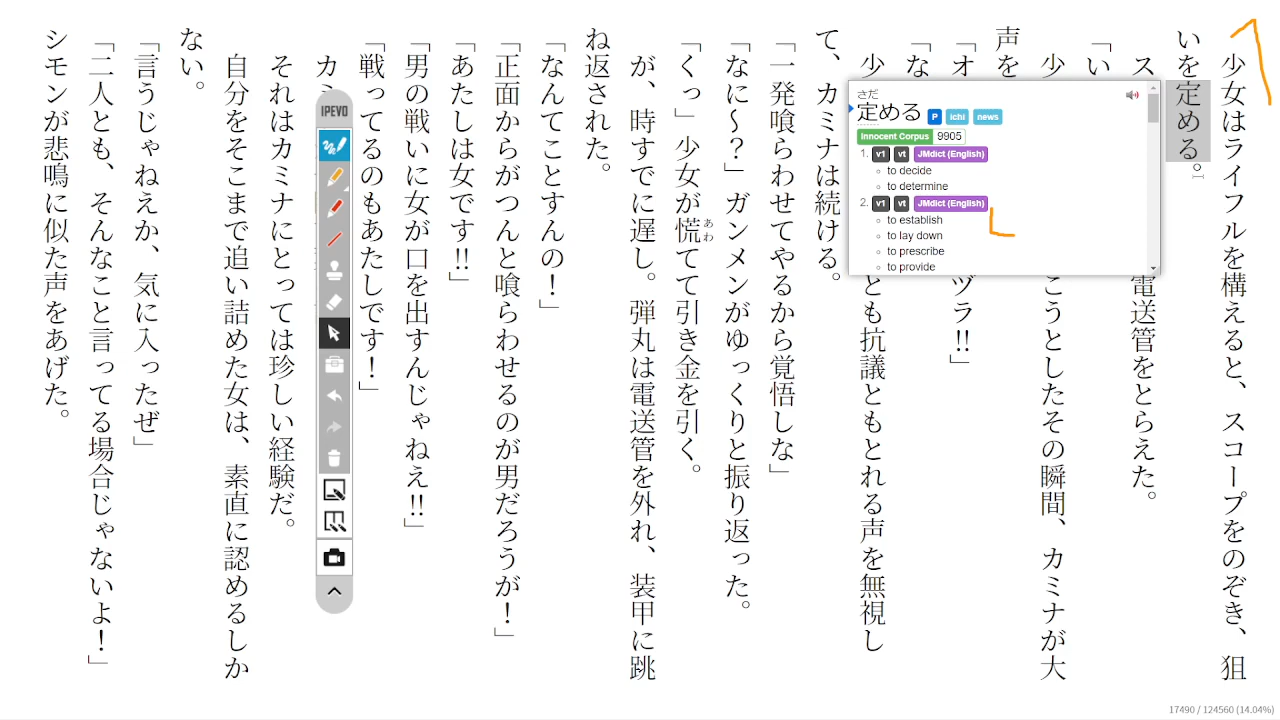 少女はライフルを構えると、スコープをのぞき、狙
いを定める。
ス
電送管をとらえた。
「い
少
こうとしたその瞬間、カミナが大
声を
「オ
ヅラ!!」
「な
少
とも抗議ともとれる声を無視し
て、カミナは続ける。
「一発喰らわせてやるから覚悟しな」
「なに〜？」ガンメンがゆっくりと振り返った。
「くっ」少女が慌てて引き金を引く。
あわ
が、時すでに遅し。弾丸は電送管を外れ、装甲に跳
ね返された。
「なんてことすんの！」
「正面からがつんと喰らわせるのが男だろうが！」
「あたしは女です!!」
「男の戦いに女が口を出すんじゃねえ!!」
「戦ってるのもあたしです！」
カ
それはカミナにとっては珍しい経験だ。
自分をそこまで追い詰めた女は、素直に認めるしか
ない。
「言うじゃねえか、気に入ったぜ」
「二人とも、そんなこと言ってる場合じゃないよ！」
シモンが悲鳴に似た声をあげた。
さだ
定める P ichi news
Innocent Corpus 9905
1. v1 vt JMdict (English)
to decide
to determine
2. v1 vt JMdict (English)
to establish
to lay down
to prescribe
to provide
IPEVO
17490 / 124560 (14.04%)